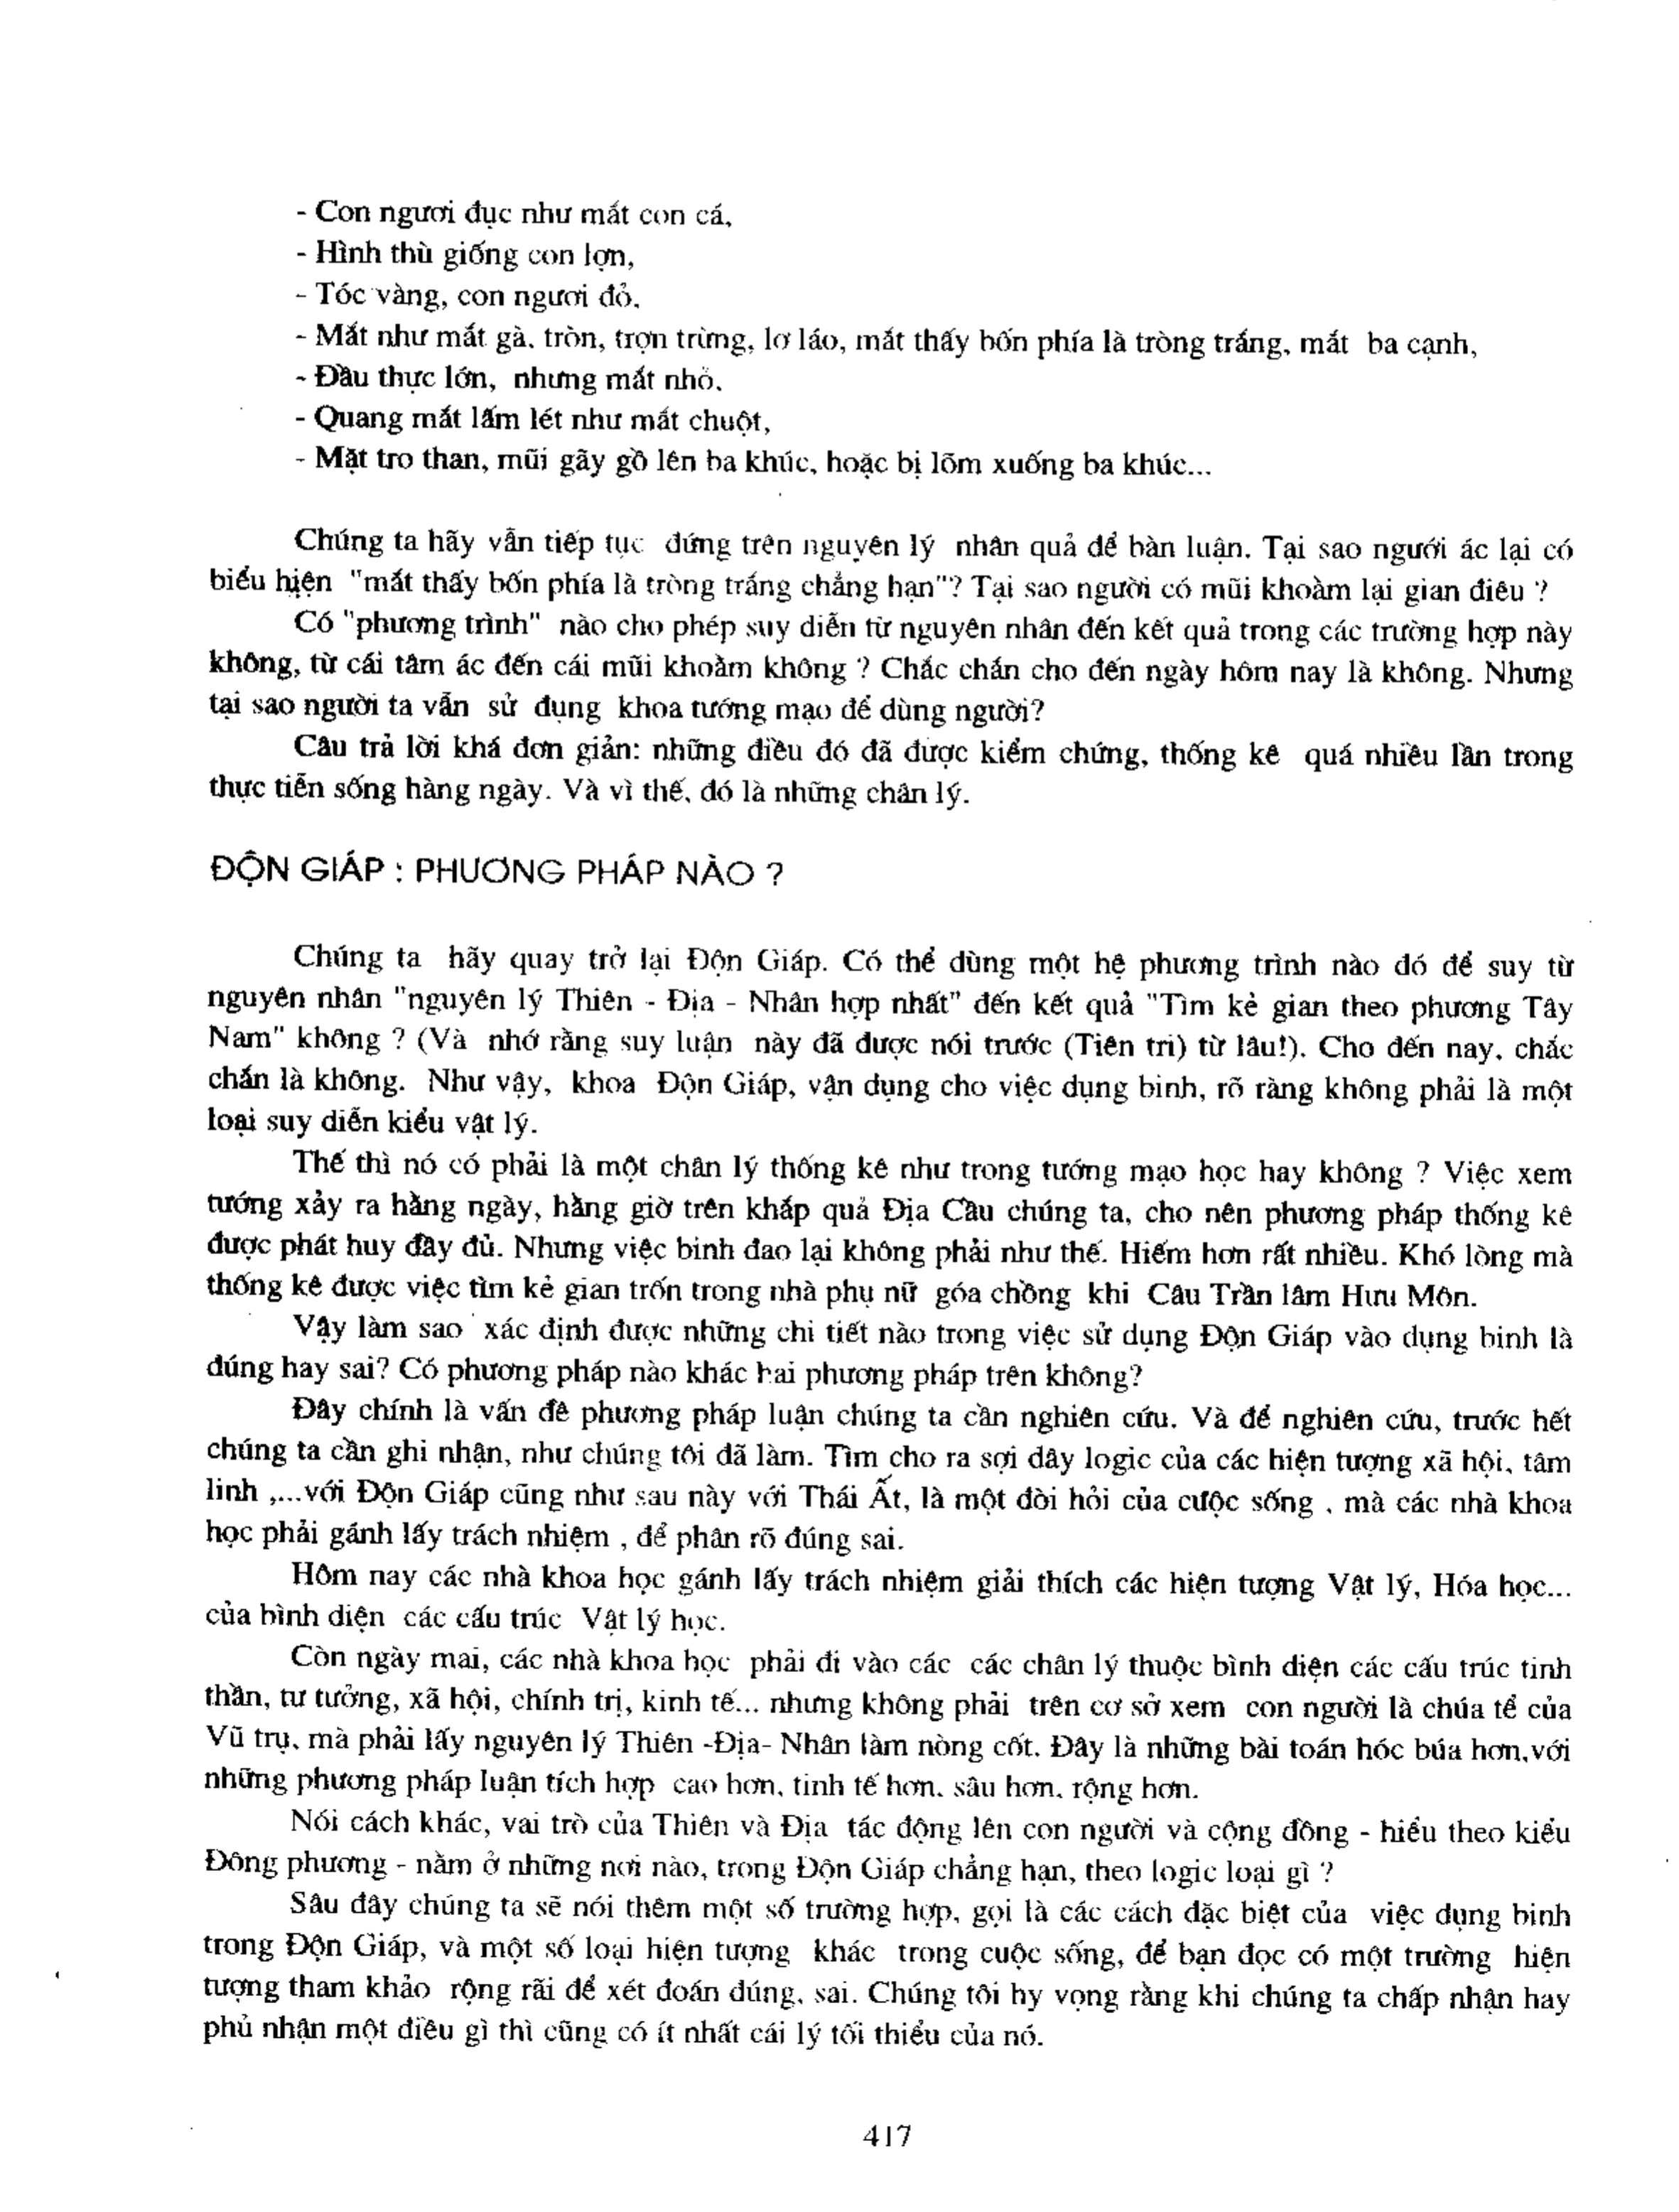 - Con ngươi đục như mắt con cá,
- Hình thù giống con lợn,
- Tóc vàng, con ngươi đỏ,
- Mắt như mắt gà, tròn, trợn trừng, lơ láo, mắt thấy bốn phía là tròng trắng, mắt ba cạnh,
- Đầu thực lớn, nhưng mắt nhỏ,
- Quang mắt lấm lét như mắt chuột,
- Mặt tro than, mũi gãy gồ lên ba khúc, hoặc bị lõm xuống ba khúc...
Chúng ta hãy vẫn tiếp tục đứng trên nguyên lý nhân quả để bàn luận. Tại sao người ác lại có
biểu hiện "mắt thấy bốn phía là tròng trắng chẳng hạn"? Tại sao người có mũi khoằm lại gian điêu ?
Có "phương trình" nào cho phép suy diễn từ nguyên nhân đến kết quả trong các trường hợp này
không, từ cái tâm ác đến cái mũi khoằm không ? Chắc chắn cho đến ngày hôm nay là không. Nhưng
tại sao người ta vẫn sử dụng khoa tướng mạo để dùng người?
Câu trả lời khá đơn giản: những điều đó đã được kiểm chứng, thống kê quá nhiều lần trong
thực tiễn sống hàng ngày. Và vì thế, đó là những chân lý.
ĐỘN GIÁP : PHƯƠNG PHÁP NÀO ?
Chúng ta hãy quay trở lại Độn Giáp. Có thể dùng một hệ phương trình nào đó để suy từ
nguyên nhân "nguyên lý Thiên - Địa - Nhân hợp nhất" đến kết quả "Tìm kẻ gian theo phương Tây
Nam" không ? (Và nhớ rằng suy luận này đã được nói trước (Tiên tri) từ lâu!). Cho đến nay, chắc
chắn là không. Như vậy, khoa Độn Giáp, vận dụng cho việc dụng binh, rõ ràng không phải là một
loại suy diễn kiểu vật lý.
Thế thì nó có phải là một chân lý thống kê như trong tướng mạo học hay không ? Việc xem
tướng xảy ra hằng ngày, hằng giờ trên khắp quả Địa Cầu chúng ta, cho nên phương pháp thống kê
được phát huy đầy đủ. Nhưng việc binh đao lại không phải như thế. Hiếm hơn rất nhiều. Khó lòng mà
thống kê được việc tìm kẻ gian trốn trong nhà phụ nữ góa chồng khi Câu Trần lâm Hưu Môn.
Vậy làm sao xác định được những chi tiết nào trong việc sử dụng Độn Giáp vào dụng binh là
đúng hay sai? Có phương pháp nào khác hai phương pháp trên không?
Đây chính là vấn đề phương pháp luận chúng ta cần nghiên cứu. Và để nghiên cứu, trước hết
chúng ta cần ghi nhận, như chúng tôi đã làm. Tìm cho ra sợi dây logic của các hiện tượng xã hội, tâm
linh ,...với Độn Giáp cũng như sau này với Thái Ất, là một đòi hỏi của cuộc sống , mà các nhà khoa
học phải gánh lấy trách nhiệm , để phân rõ đúng sai.
Hôm nay các nhà khoa học gánh lấy trách nhiệm giải thích các hiện tượng Vật lý, Hóa học...
của bình diện các cấu trúc Vật lý học.
Còn ngày mai, các nhà khoa học phải đi vào các các chân lý thuộc bình diện các cấu trúc tinh
thần, tư tưởng, xã hội, chính trị, kinh tế... nhưng không phải trên cơ sở xem con người là chúa tể của
Vũ trụ, mà phải lấy nguyên lý Thiên -Địa- Nhân làm nòng cốt. Đây là những bài toán hóc búa hơn,với
những phương pháp luận tích hợp cao hơn, tinh tế hơn, sâu hơn, rộng hơn.
Nói cách khác, vai trò của Thiên và Địa tác động lên con người và cộng đồng - hiểu theo kiểu
Đông phương - nằm ở những nơi nào, trong Độn Giáp chẳng hạn, theo logic loại gì ?
Sâu đây chúng ta sẽ nói thêm một số trường hợp, gọi là các cách đặc biệt của việc dụng binh
trong Độn Giáp, và một số loại hiện tượng khác trong cuộc sống, để bạn đọc có một trường hiện
tượng tham khảo rộng rãi để xét đoán đúng, sai. Chúng tôi hy vọng rằng khi chúng ta chấp nhận hay
phủ nhận một điều gì thì cũng có ít nhất cái lý tối thiểu của nó.
417